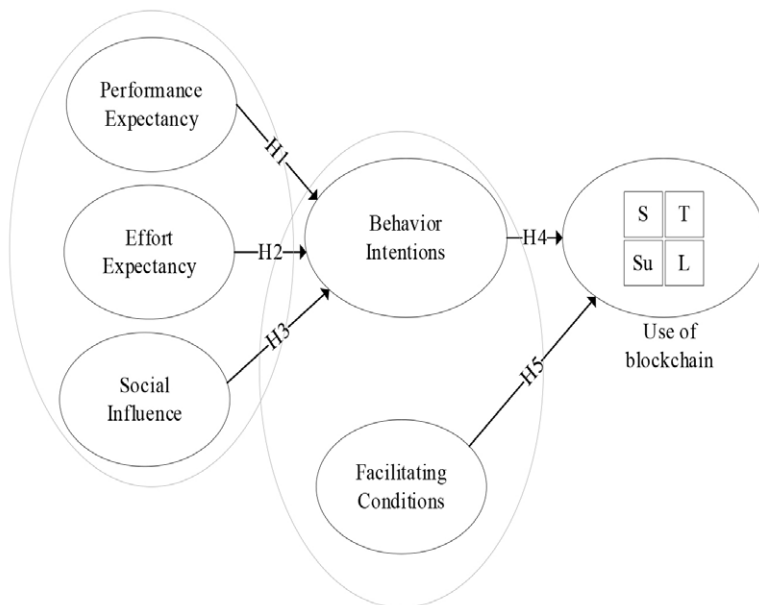 Performance
Expectancy
H1
Effort
Expectancy
H2
Social
Influence
H3
Behavior
Intentions
H4
Facilitating
Conditions
H5
S T
Su L
Use of
blockchain